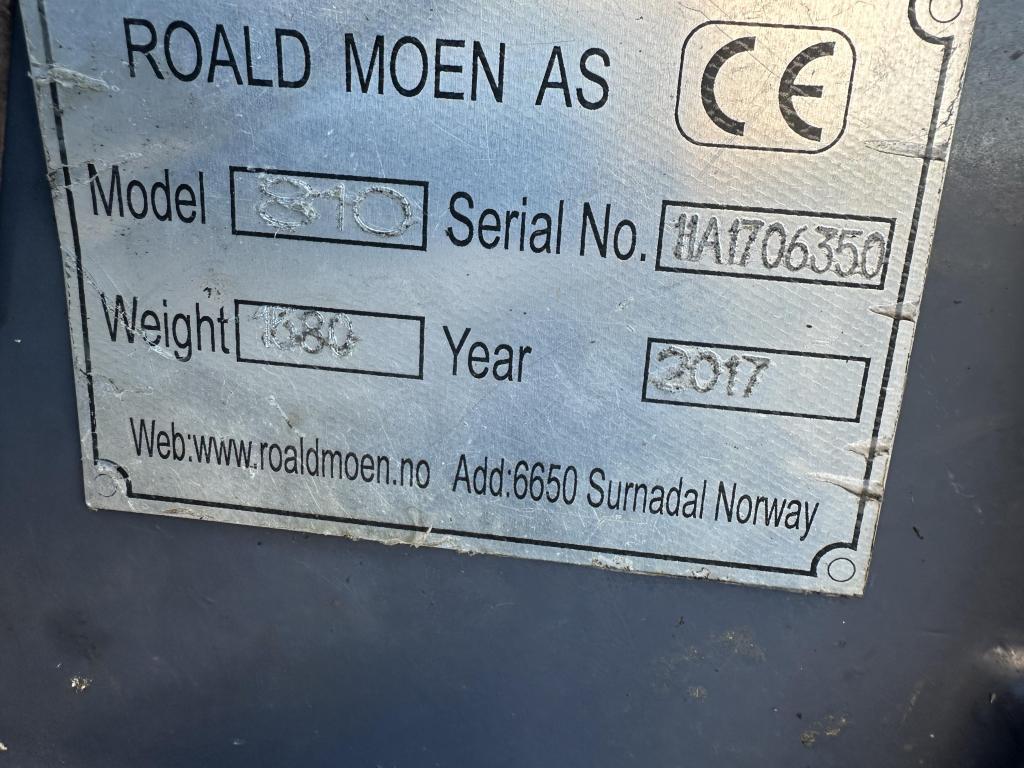 ROALD MOEN AS CE
Model 810 Serial No. 11A1706350
Weight 1680 Year 2017
Web:www.roaldmoen.no Add:6650 Surnadal Norway